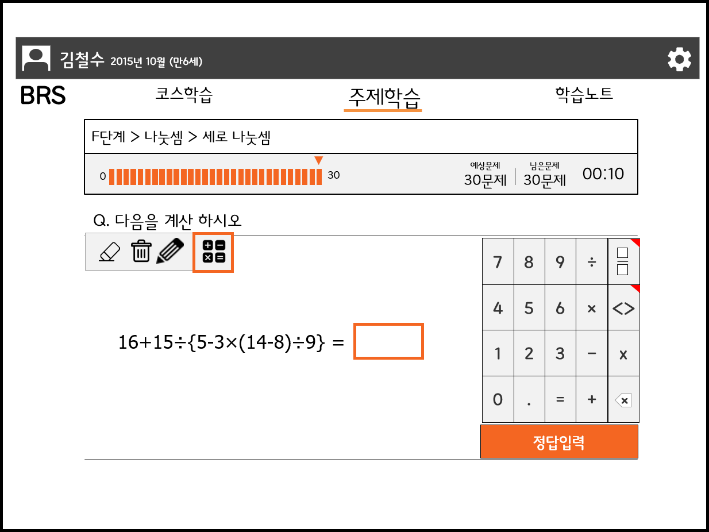 김철수 2015년 10월 (만6세)
BRS 코스학습 주제학습 학습노트
F단계 > 나눗셈 > 세로 나눗셈
0 30 예상문제 30문제 남은문제 30문제 00:10
Q. 다음을 계산 하시오
16+15÷{5-3×(14-8)÷9} =
7 8 9 ÷
4 5 6 × <>
1 2 3 − x
0 . = +
정답입력